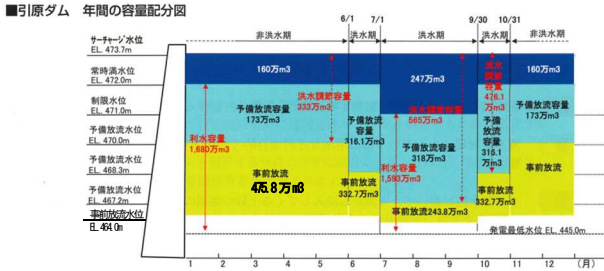 ■引原ダム 年間の容量配分図
6/1 7/1 9/30 10/31
非洪水期 洪水期 洪水期 洪水期 非洪水期
サーチャージ水位
EL. 473.7m
常時満水位
EL. 472.0m
制限水位
EL. 471.0m
予備放流水位
EL. 470.0m
予備放流水位
EL. 468.3m
予備放流水位
EL. 467.2m
事前放流水位
EL.464.0m
160万m3
洪水調節容量
333万m3
予備放流容量
173万m3
利水容量
1,680万m3
事前放流
475.8万m3
予備放流容量
316.1万m3
事前放流
332.7万m3
247万m3
洪水調節容量
565万m3
予備放流容量
318万m3
利水容量
1,593万m3
事前放流243.8万m3
洪水
調節容量
476.1
万m3
予備放流容量
316.1
万m3
事前放流
332.7万m3
160万m3
予備放流容量
173万m3
事前放流
発電最低水位 EL. 445.0m
1 2 3 4 5 6 7 8 9 10 11 12 (月)